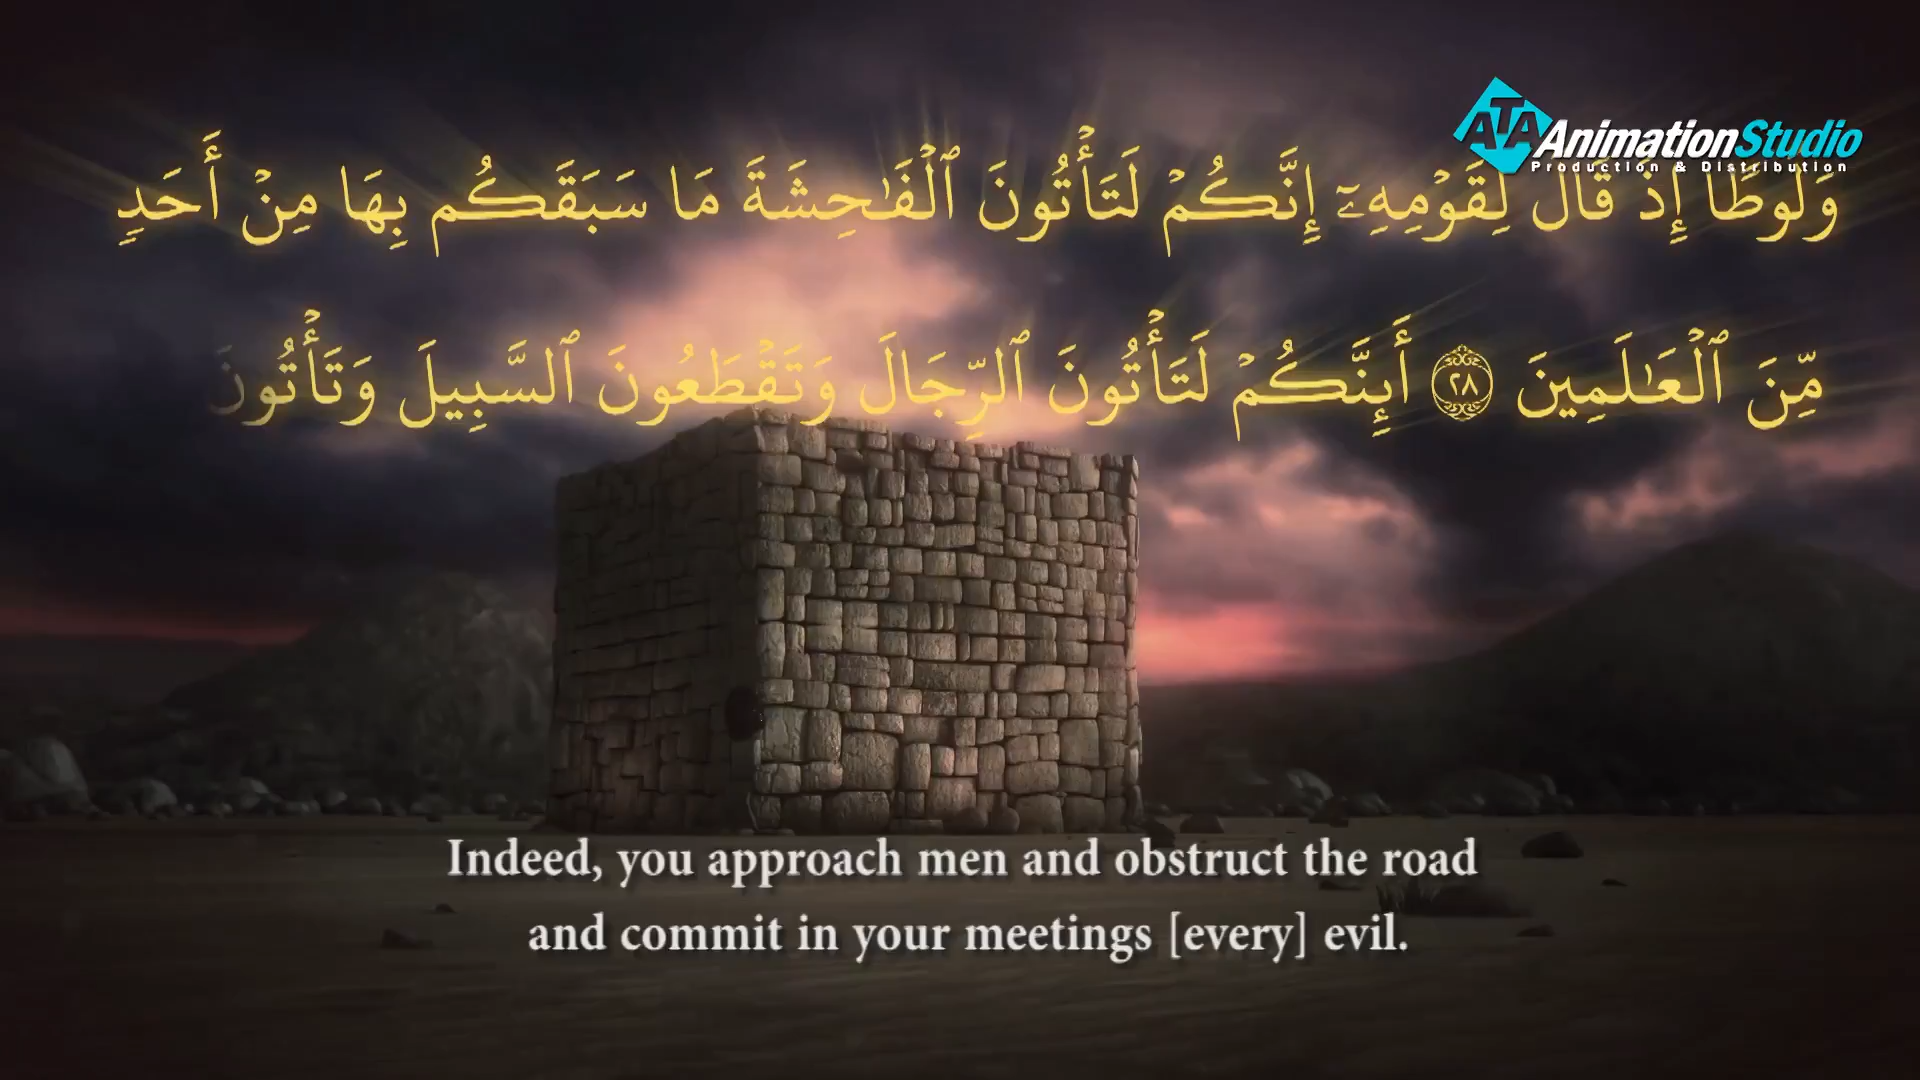 ATA AnimationStudio
Production & Distribution
وَلُوطًا إِذْ قَالَ لِقَوْمِهِۦٓ إِنَّكُمْ لَتَأْتُونَ ٱلْفَـٰحِشَةَ مَا سَبَقَكُم بِهَا مِنْ أَحَدٍ
مِّنَ ٱلْعَـٰلَمِينَ ٢٨ أَئِنَّكُمْ لَتَأْتُونَ ٱلرِّجَالَ وَتَقْطَعُونَ ٱلسَّبِيلَ وَتَأْتُونَ
Indeed, you approach men and obstruct the road
and commit in your meetings [every] evil.